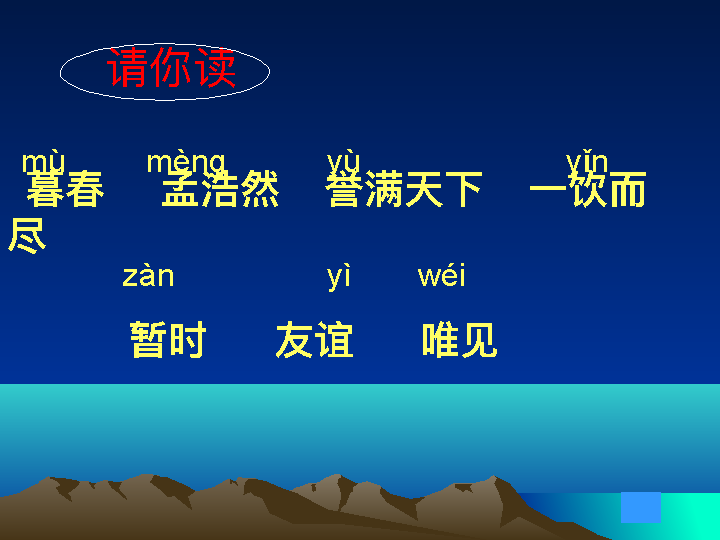 请你读
mù mèng yù yǐn
暮春 孟浩然 誉满天下 一饮而
尽
zàn yì wéi
暂时 友谊 唯见